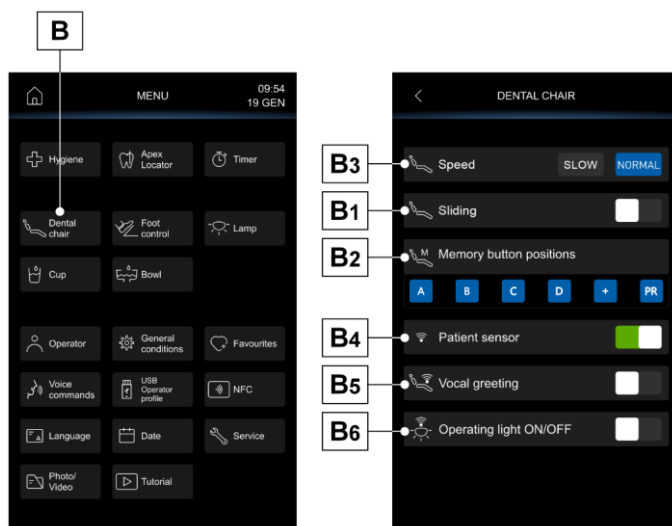 B
MENU
09:54
19 GEN
Hygiene
Apex
Locator
Timer
Dental
chair
Foot
control
Lamp
Cup
Bowl
Operator
General
conditions
Favourites
Voice
commands
USB
Operator
profile
NFC
A
Language
Date
Service
Photo/
Video
Tutorial
DENTAL CHAIR
B3
Speed
SLOW
NORMAL
B1
Sliding
B2
M
Memory button positions
A B C D + PR
B4
Patient sensor
B5
Vocal greeting
B6
Operating light ON/OFF